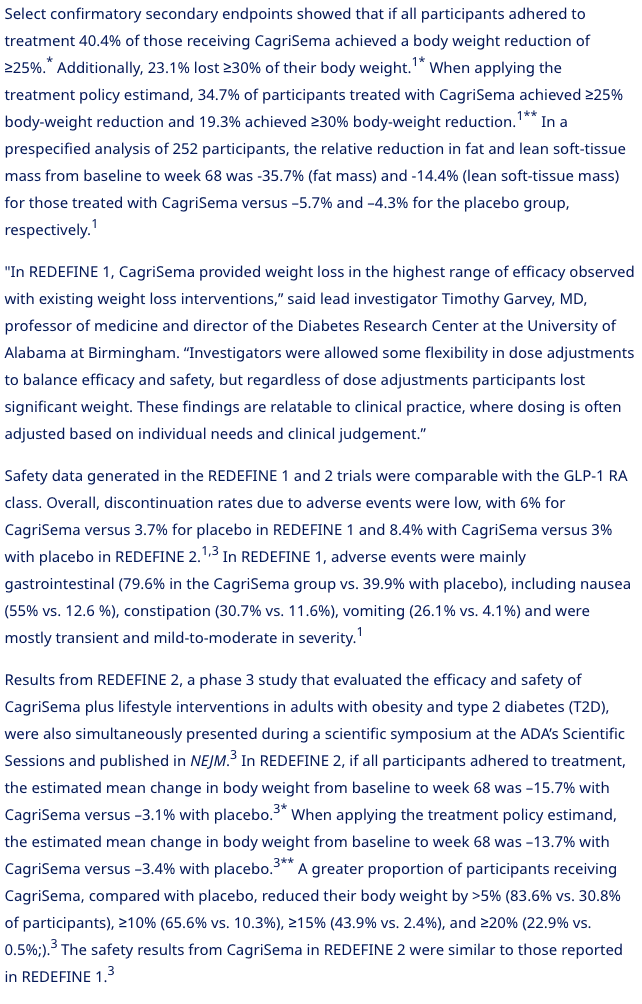 Select confirmatory secondary endpoints showed that if all participants adhered to
treatment 40.4% of those receiving CagriSema achieved a body weight reduction of
≥25%.* Additionally, 23.1% lost ≥30% of their body weight.1* When applying the
treatment policy estimand, 34.7% of participants treated with CagriSema achieved ≥25%
body-weight reduction and 19.3% achieved ≥30% body-weight reduction.1** In a
prespecified analysis of 252 participants, the relative reduction in fat and lean soft-tissue
mass from baseline to week 68 was -35.7% (fat mass) and -14.4% (lean soft-tissue mass)
for those treated with CagriSema versus –5.7% and –4.3% for the placebo group,
respectively.1
"In REDEFINE 1, CagriSema provided weight loss in the highest range of efficacy observed
with existing weight loss interventions,” said lead investigator Timothy Garvey, MD,
professor of medicine and director of the Diabetes Research Center at the University of
Alabama at Birmingham. “Investigators were allowed some flexibility in dose adjustments
to balance efficacy and safety, but regardless of dose adjustments participants lost
significant weight. These findings are relatable to clinical practice, where dosing is often
adjusted based on individual needs and clinical judgement.”
Safety data generated in the REDEFINE 1 and 2 trials were comparable with the GLP-1 RA
class. Overall, discontinuation rates due to adverse events were low, with 6% for
CagriSema versus 3.7% for placebo in REDEFINE 1 and 8.4% with CagriSema versus 3%
with placebo in REDEFINE 2.1,3 In REDEFINE 1, adverse events were mainly
gastrointestinal (79.6% in the CagriSema group vs. 39.9% with placebo), including nausea
(55% vs. 12.6 %), constipation (30.7% vs. 11.6%), vomiting (26.1% vs. 4.1%) and were
mostly transient and mild-to-moderate in severity.1
Results from REDEFINE 2, a phase 3 study that evaluated the efficacy and safety of
CagriSema plus lifestyle interventions in adults with obesity and type 2 diabetes (T2D),
were also simultaneously presented during a scientific symposium at the ADA’s Scientific
Sessions and published in NEJM.3 In REDEFINE 2, if all participants adhered to treatment,
the estimated mean change in body weight from baseline to week 68 was –15.7% with
CagriSema versus –3.1% with placebo.3* When applying the treatment policy estimand,
the estimated mean change in body weight from baseline to week 68 was –13.7% with
CagriSema versus –3.4% with placebo.3** A greater proportion of participants receiving
CagriSema, compared with placebo, reduced their body weight by >5% (83.6% vs. 30.8%
of participants), ≥10% (65.6% vs. 10.3%), ≥15% (43.9% vs. 2.4%), and ≥20% (22.9% vs.
0.5%;).3 The safety results from CagriSema in REDEFINE 2 were similar to those reported
in REDEFINE 1.3